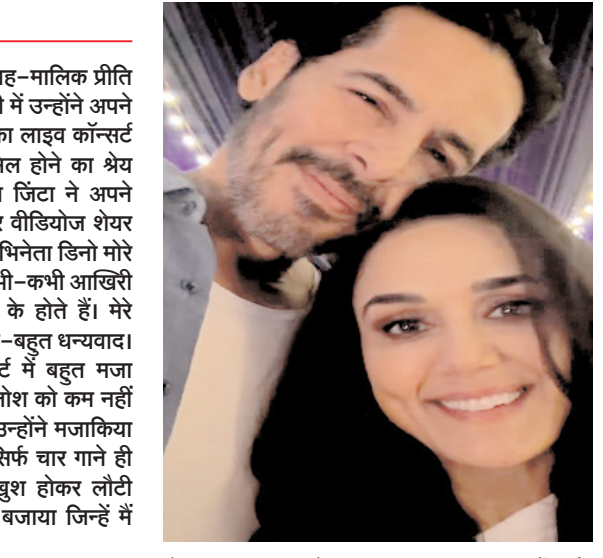 ह-मालिक प्रीति
में उन्होंने अपने
का लाइव कॉन्सर्ट
ल होने का श्रेय
जिंटा ने अपने
र वीडियोज शेयर
भिनेता डिनो मोरे
भी-कभी आखिरी
के होते हैं। मेरे
-बहुत धन्यवाद।
र्ट में बहुत मजा
जोश को कम नहीं
उन्होंने मजाकिया
सिर्फ चार गाने ही
खुश होकर लौटी
बजाया जिन्हें मैं